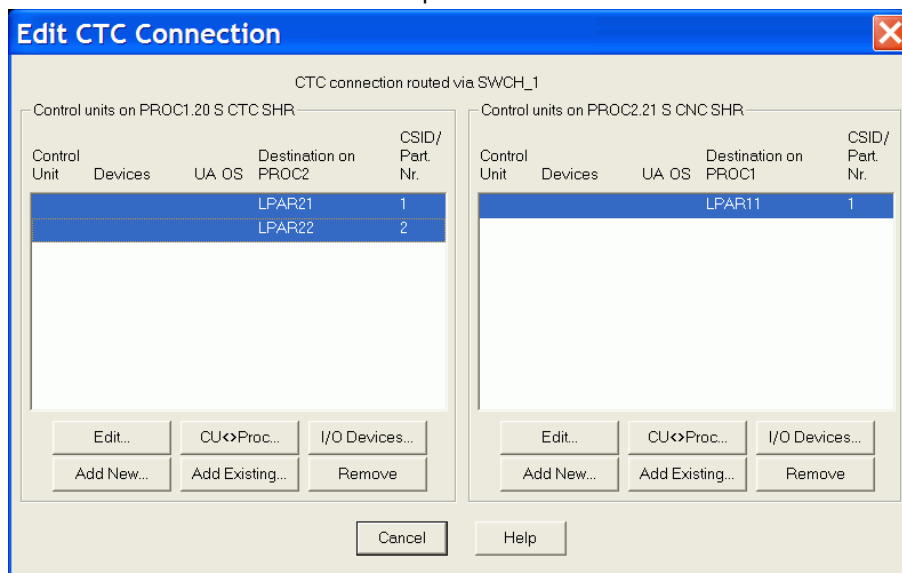 Edit CTC Connection
CTC connection routed via SWCH_1
Control units on PROC1.20 S CTC SHR
Control Unit Devices UA OS Destination on PROC2 CSID/ Part. Nr.
LPAR21 1
LPAR22 2
Edit... CU<>Proc... I/O Devices...
Add New... Add Existing... Remove
Control units on PROC2.21 S CNC SHR
Control Unit Devices UA OS Destination on PROC1 CSID/ Part. Nr.
LPAR11 1
Edit... CU<>Proc... I/O Devices...
Add New... Add Existing... Remove
Cancel Help